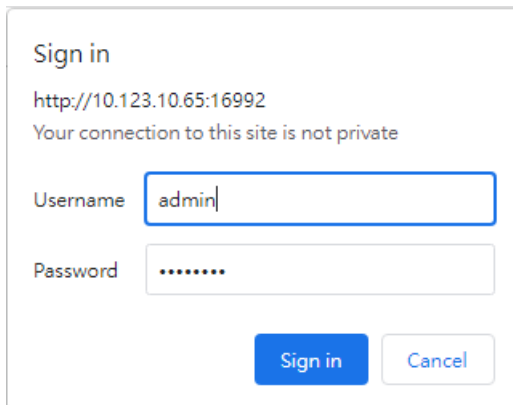 Sign in
http://10.123.10.65:16992
Your connection to this site is not private
Username admin
Password ••••••••
Sign in Cancel